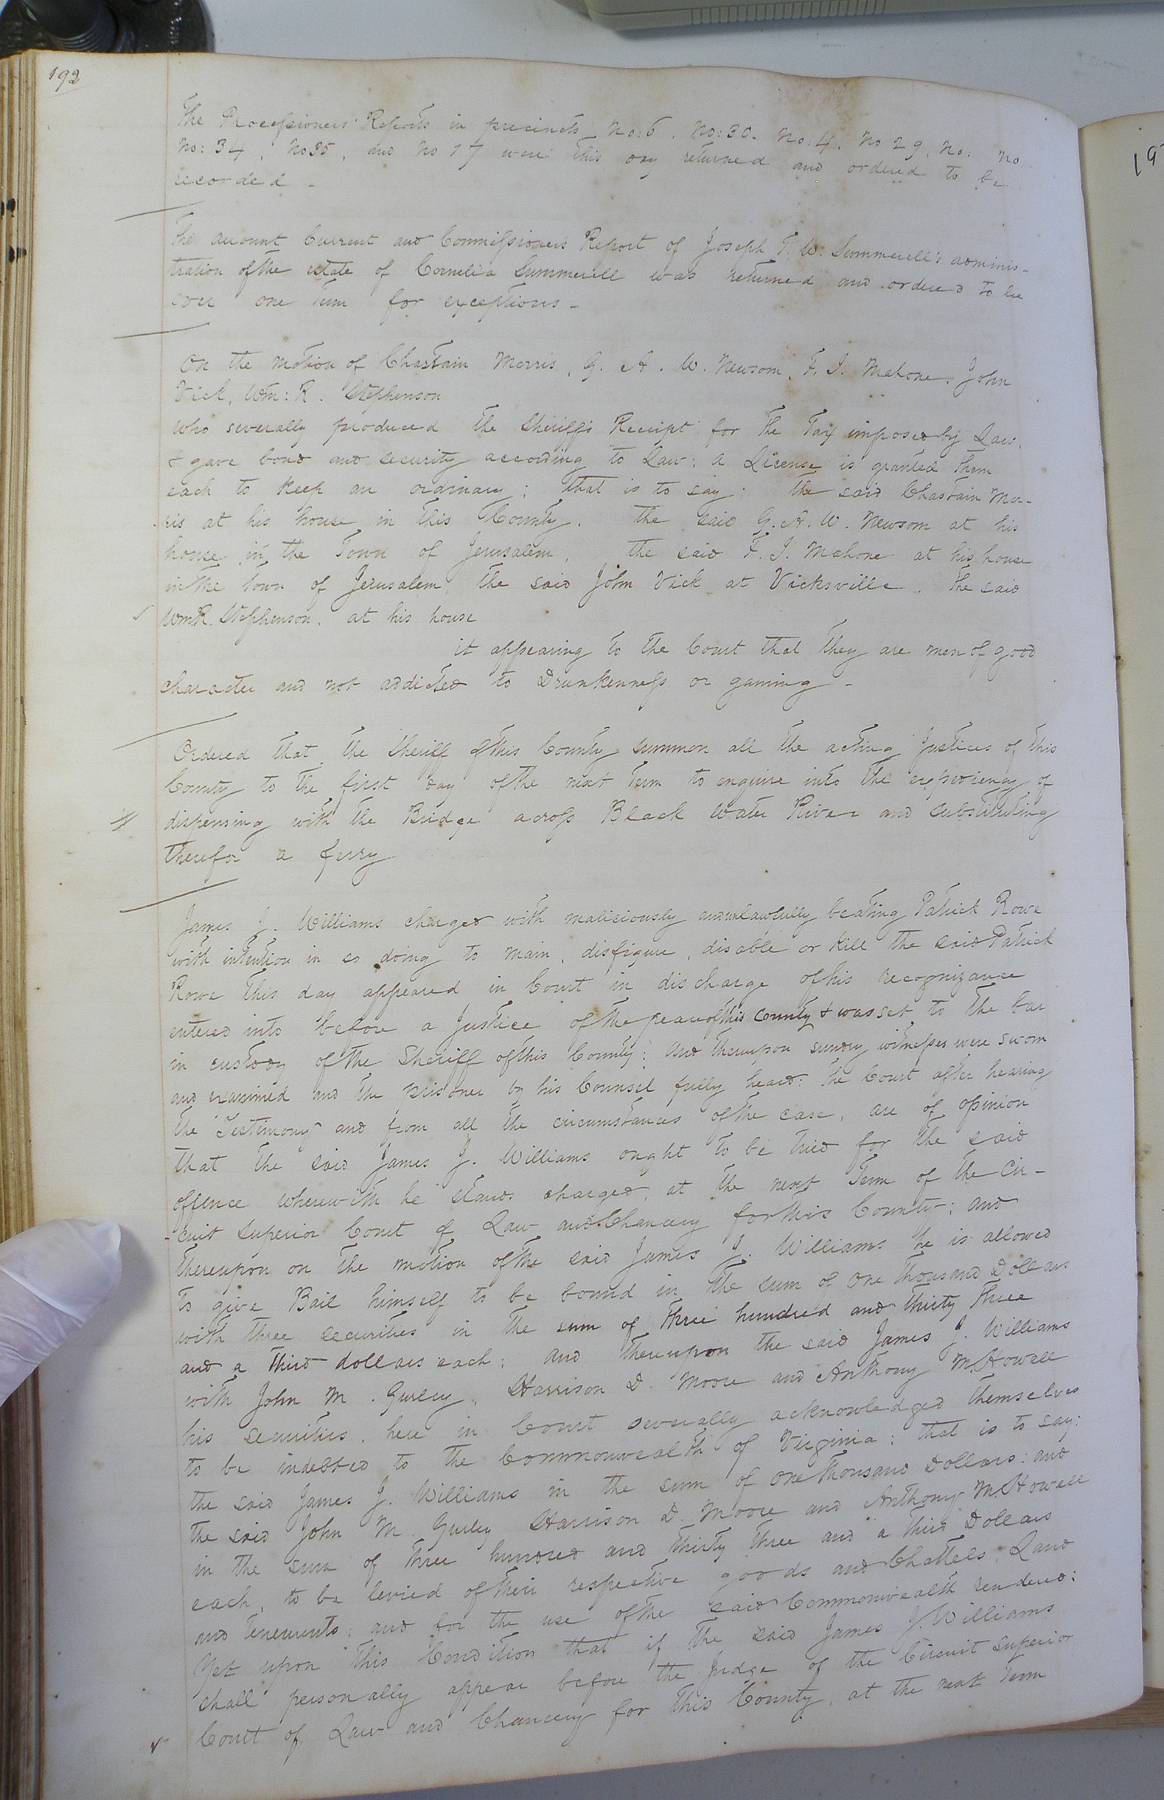 192
The Processioners Reports in precincts No: 6, No: 30. No. 4. No 29. No: No
No: 34, No 35, and No 17 were this day returned and ordered to be
recorded.
The account Current and Commissioners Report of Joseph T. W. Summerell's adminis-
tration of the estate of Cornelia Summerell was returned and ordered to lie
over one term for exceptions.
On the motion of Chastain Morris, G. A. W. Newsom, F. J. Mahone, John
Vick, Wm: R. Stephenson
who severally produced the Sheriff's Receipt for the Tax imposed by Law,
& gave bond and security according to Law; a License is granted them
each to keep an ordinary; that is to say: the said Chastain Mor-
ris at his house in this County. the said G. A. W. Newsom at his
house in the Town of Jerusalem, the said F. J. Mahone at his house
in the town of Jerusalem, the said John Vick at Vicksville. the said
WmR. Stephenson, at his house
it appearing to the Court that they are men of good
character and not addicted to Drunkenness or gaming.
Ordered that the Sheriff of this County summon all the acting Justices of this
County to the first day of the next Term to enquire into the expediency of
dispensing with the Bridge across Black Water River and substituting
therefor a ferry
James J. Williams charged with maliciously and unlawfully beating Patrick Rowe
with intention in so doing to maim, disfigure, disable or kill the said Patrick
Rowe this day appeared in Court in discharge of his recognizance
entered into before a Justice of the peace of this County & was set to the bar
in custody of the Sheriff of this County; and thereupon sundry witnesses were sworn
and examined and the prisoner by his Counsel fully heard: the Court after hearing
the Testimony and from all the circumstances of the case, are of opinion
that the said James J. Williams ought to be tried for the said
offence wherewith he stands charged, at the next Term of the Cir-
cuit Superior Court of Law and Chancery for this County; and
thereupon on the motion of the said James J. Williams he is allowed
to give Bail himself to be bound in the sum of One thousand Dollars
with three securities in the sum of three hundred and thirty three
and a third dollars each: and thereupon the said James J. Williams
with John M. Gurley, Harrison D. Moore and Anthony M. Howell
his securities here in Court severally acknowledged themselves
to be indebted to the Commonwealth of Virginia: that is to say:
the said James J. Williams in the sum of one thousand Dollars: and
the said John M. Gurley Harrison D. Moore and Anthony M. Howell
in the sum of three hundred and thirty three and a third Dollars
each, to be levied of their respective goods and Chattels, Land
and tenements: and for the use of the said Commonwealth rendered:
Yet upon this Condition that if the said James J. Williams
shall personally appear before the Judge of the Circuit Superior
Court of Law and Chancery for this County, at the next Term